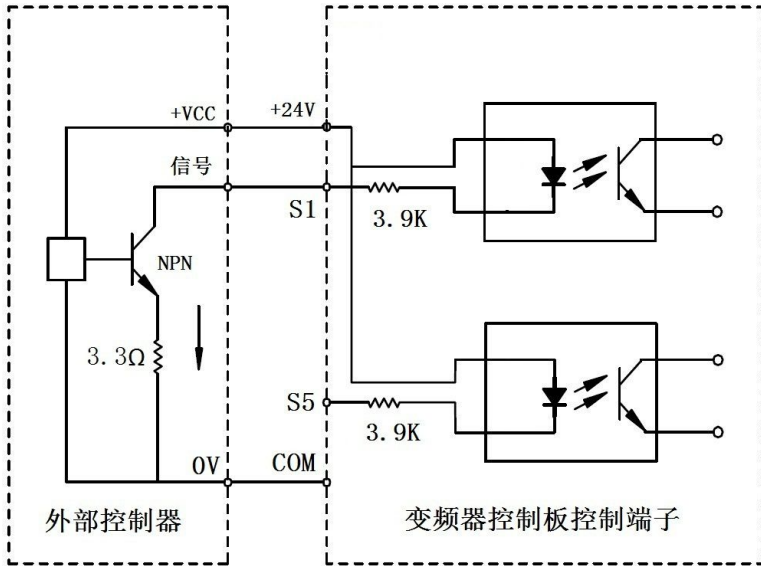 +VCC
+24V
信号
S1
3.9K
NPN
3.3Ω
S5
3.9K
0V
COM
外部控制器
变频器控制板控制端子